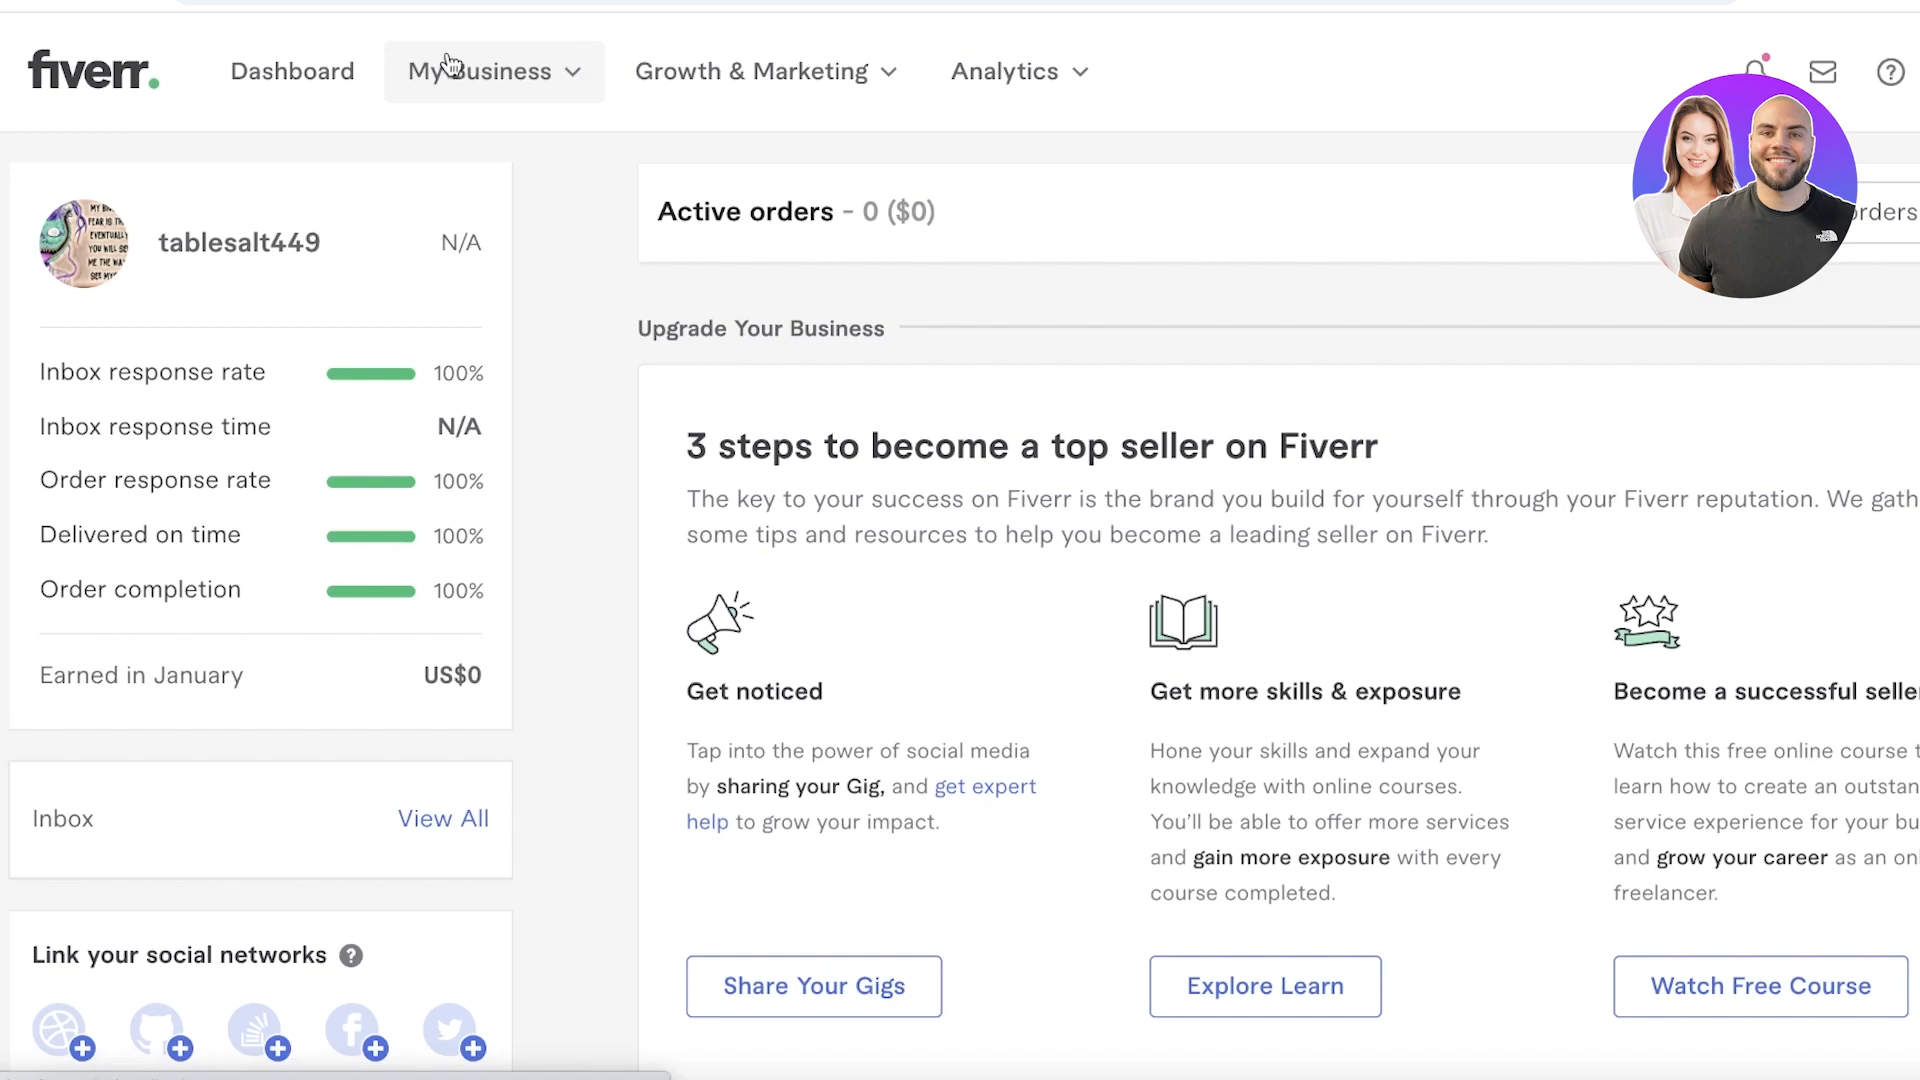 fiverr.
Dashboard
My Business
Growth & Marketing
Analytics
tablesalt449
N/A
Inbox response rate 100%
Inbox response time N/A
Order response rate 100%
Delivered on time 100%
Order completion 100%
Earned in January US$0
Inbox View All
Link your social networks ?
Active orders - 0 ($0)
orders
Upgrade Your Business
3 steps to become a top seller on Fiverr
The key to your success on Fiverr is the brand you build for yourself through your Fiverr reputation. We gath
some tips and resources to help you become a leading seller on Fiverr.
Get noticed
Tap into the power of social media
by sharing your Gig, and get expert
help to grow your impact.
Share Your Gigs
Get more skills & exposure
Hone your skills and expand your
knowledge with online courses.
You'll be able to offer more services
and gain more exposure with every
course completed.
Explore Learn
Become a successful selle
Watch this free online course t
learn how to create an outstan
service experience for your bu
and grow your career as an onl
freelancer.
Watch Free Course